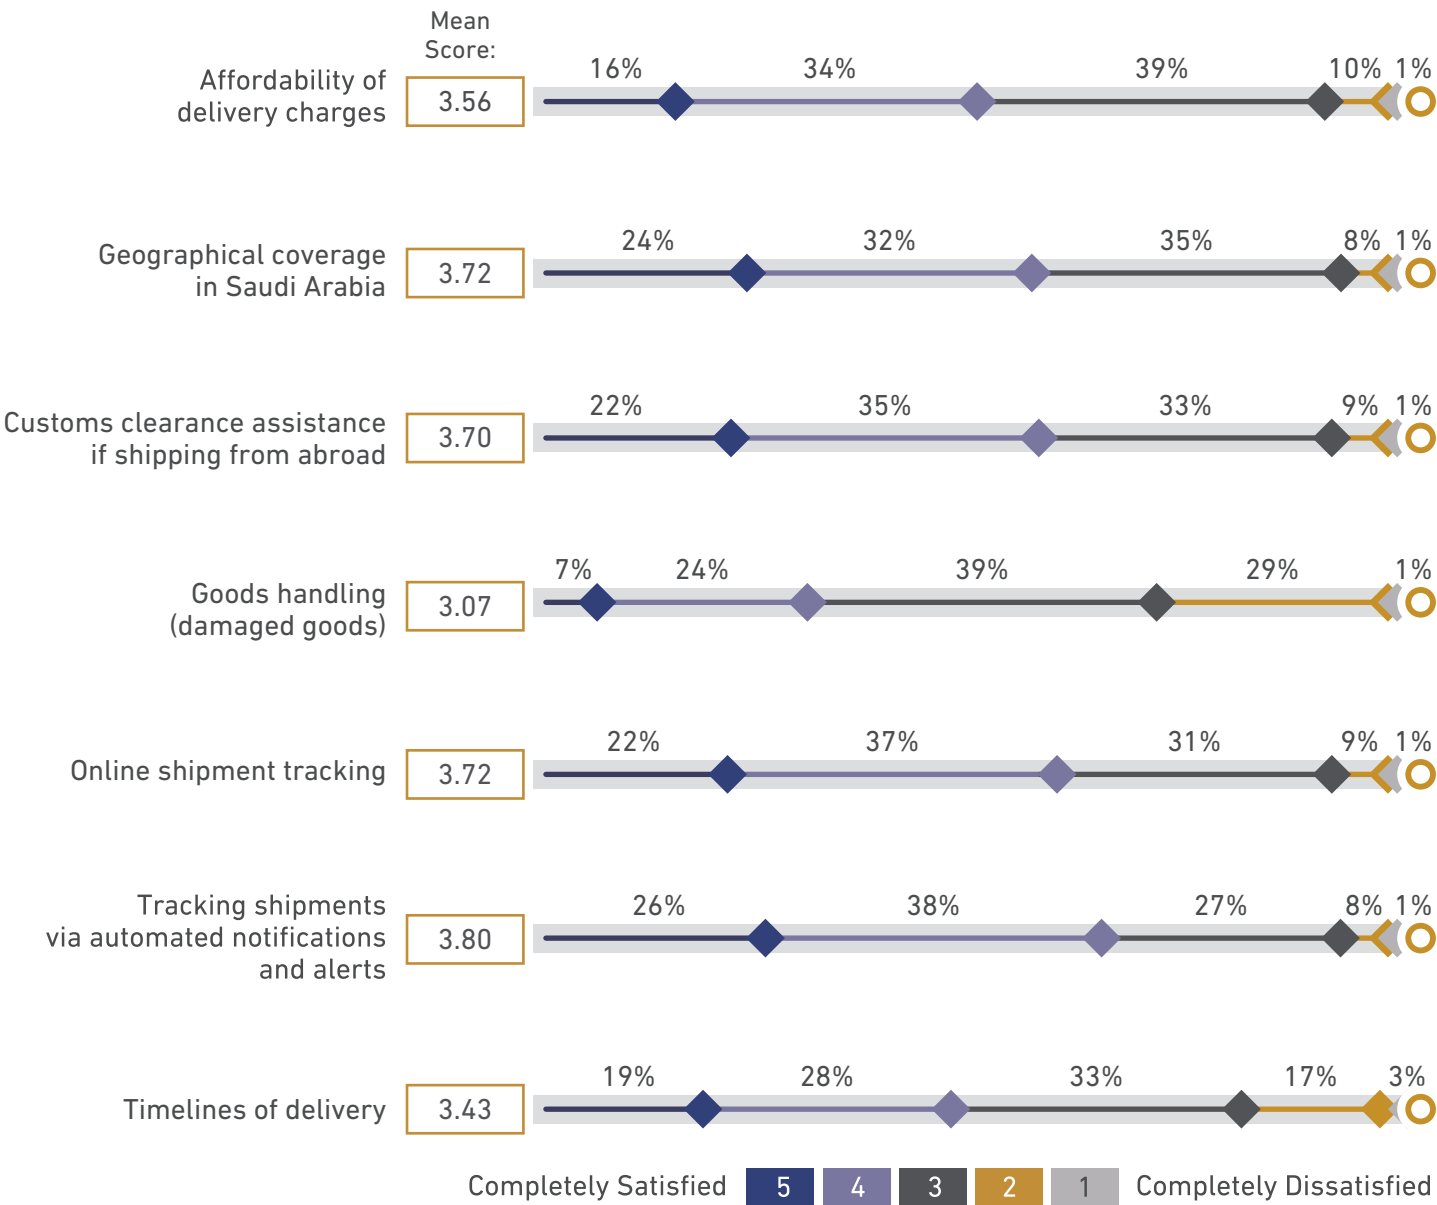 Mean
Score:
Affordability of
delivery charges
3.56
16% 34% 39% 10% 1%
Geographical coverage
in Saudi Arabia
3.72
24% 32% 35% 8% 1%
Customs clearance assistance
if shipping from abroad
3.70
22% 35% 33% 9% 1%
Goods handling
(damaged goods)
3.07
7% 24% 39% 29% 1%
Online shipment tracking
3.72
22% 37% 31% 9% 1%
Tracking shipments
via automated notifications
and alerts
3.80
26% 38% 27% 8% 1%
Timelines of delivery
3.43
19% 28% 33% 17% 3%
Completely Satisfied 5 4 3 2 1 Completely Dissatisfied